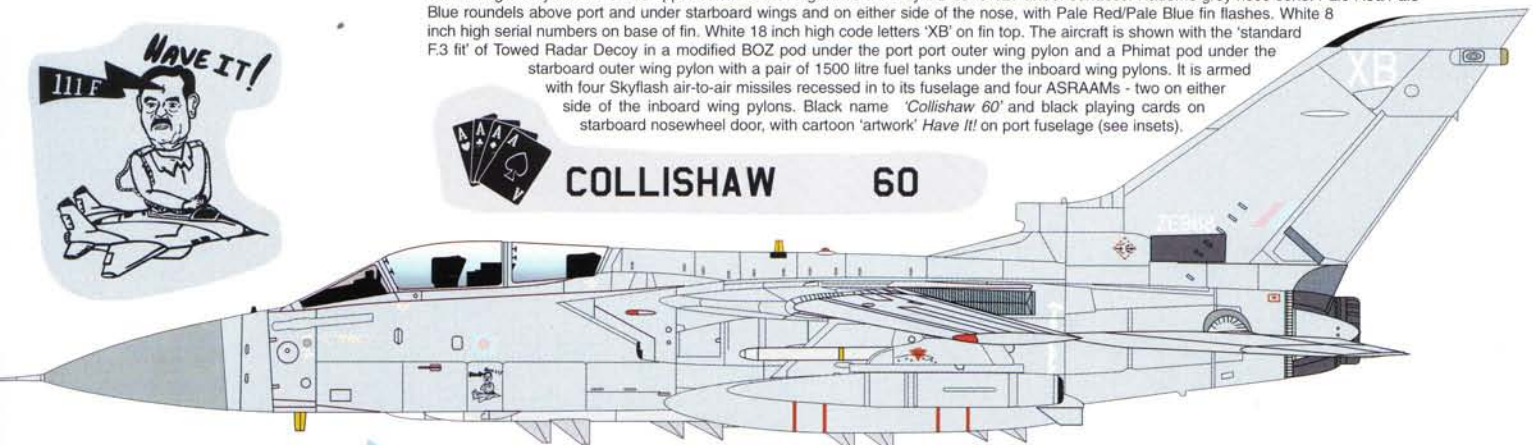 Blue roundels above port and under starboard wings and on either side of the nose, with Pale Red/Pale Blue fin flashes. White 8
inch high serial numbers on base of fin. White 18 inch high code letters 'XB' on fin top. The aircraft is shown with the 'standard
F.3 fit' of Towed Radar Decoy in a modified BOZ pod under the port port outer wing pylon and a Phimat pod under the
starboard outer wing pylon with a pair of 1500 litre fuel tanks under the inboard wing pylons. It is armed
with four Skyflash air-to-air missiles recessed in to its fuselage and four ASRAAMs - two on either
side of the inboard wing pylons. Black name 'Collishaw 60' and black playing cards on
starboard nosewheel door, with cartoon 'artwork' Have It! on port fuselage (see insets).
HAVE IT!
111 F
A A A A
A
COLLISHAW 60
XB